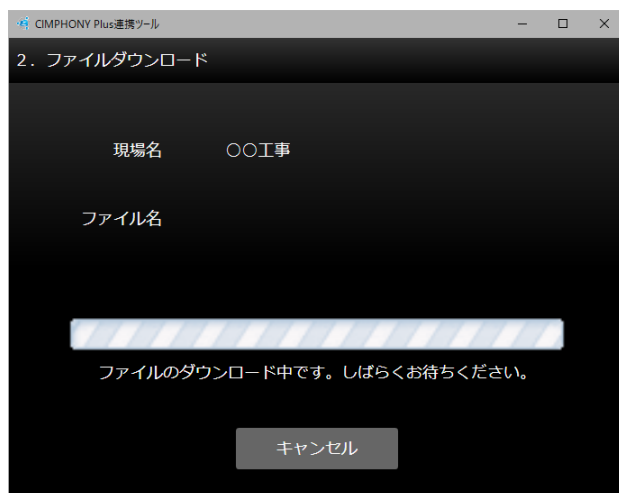 CIMPHONY Plus連携ツール
2. ファイルダウンロード
現場名 〇〇工事
ファイル名
ファイルのダウンロード中です。しばらくお待ちください。
キャンセル